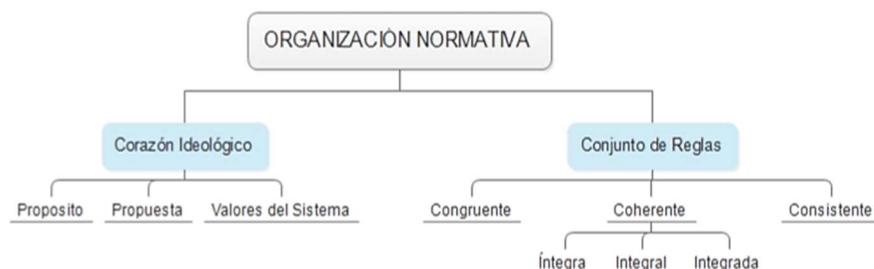 ORGANIZACIÓN NORMATIVA
Corazón Ideológico
Conjunto de Reglas
Proposito
Propuesta
Valores del Sistema
Congruente
Coherente
Consistente
Íntegra
Integral
Integrada